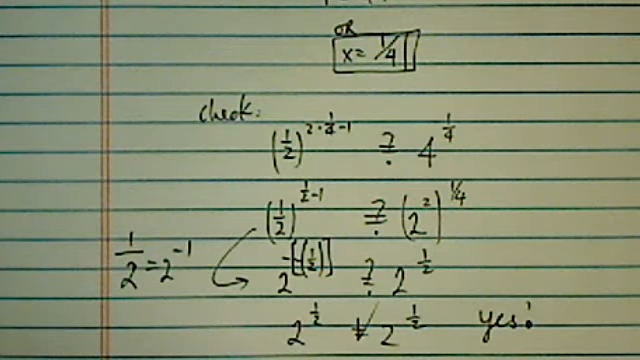 OR
x = 1/4
check:
(1/2)^(2·1/4-1) ?= 4^(1/4)
(1/2)^(1/2-1) ?= (2^2)^(1/4)
1/2 = 2^-1
2^(-[-(1/2)]) ?= 2^(1/2)
2^(1/2) = 2^(1/2) yes!